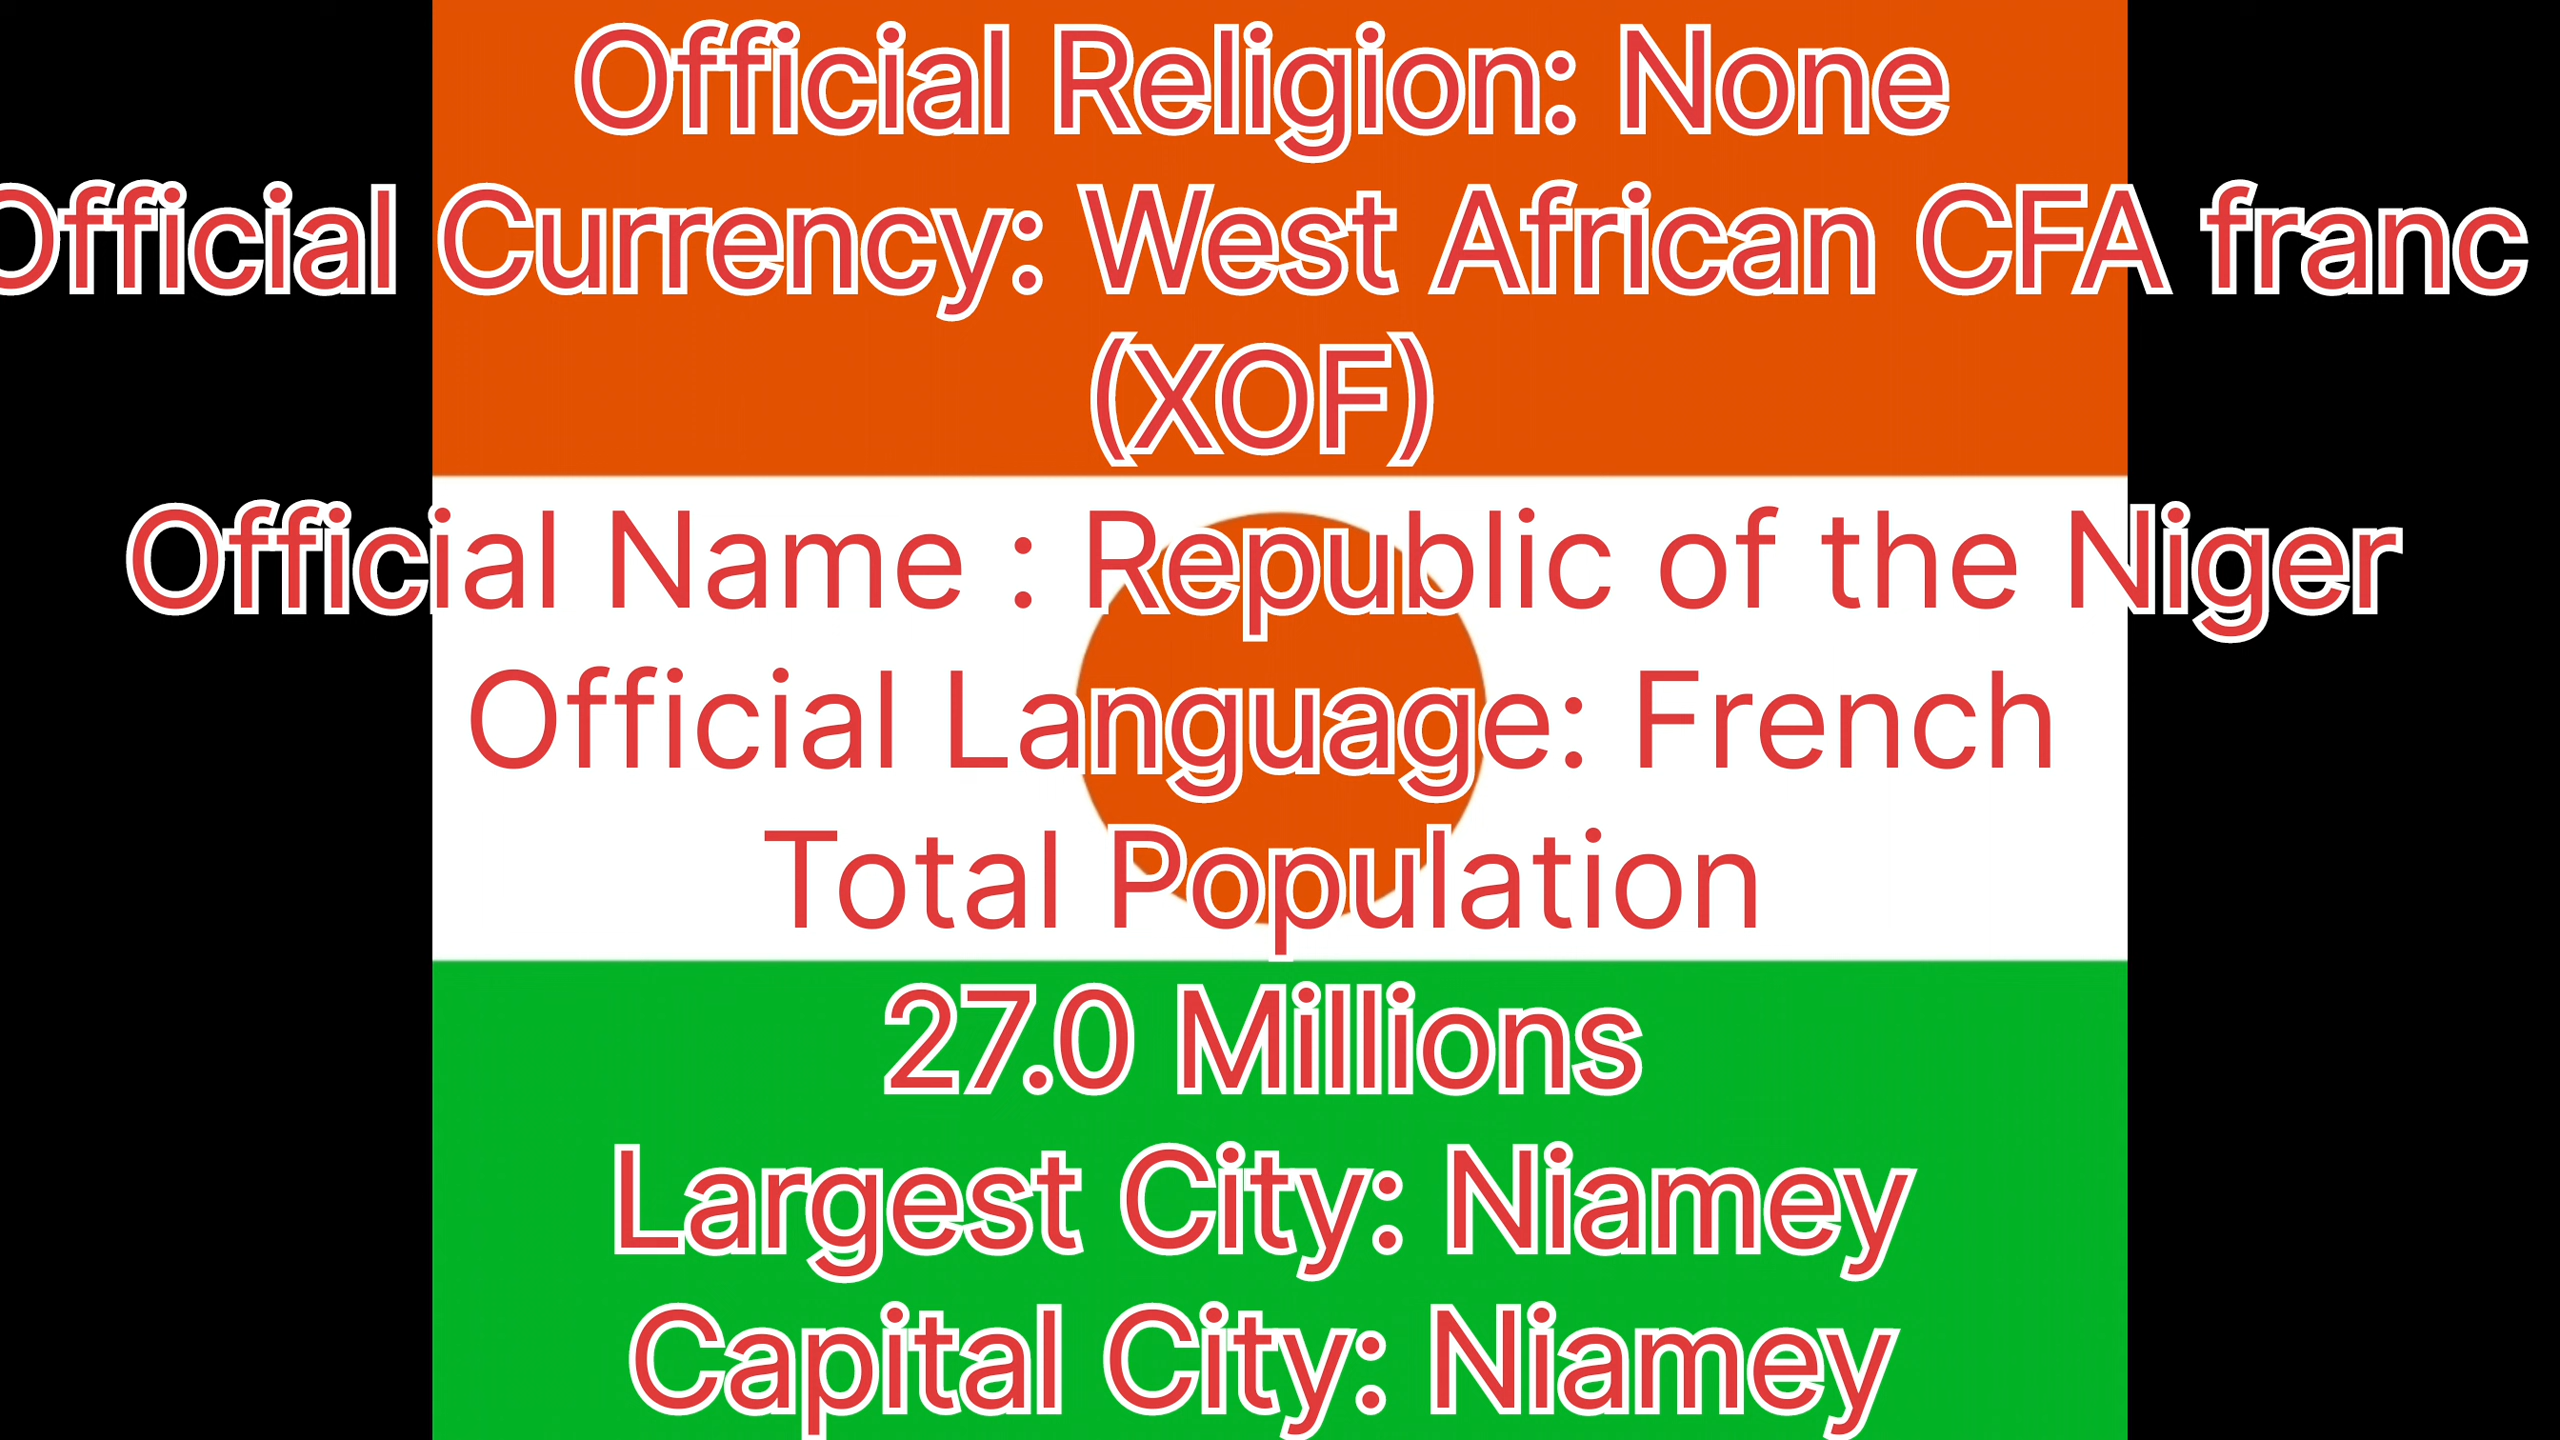 Official Religion: None
Official Currency: West African CFA franc
(XOF)
Official Name : Republic of the Niger
Official Language: French
Total Population
27.0 Millions
Largest City: Niamey
Capital City: Niamey